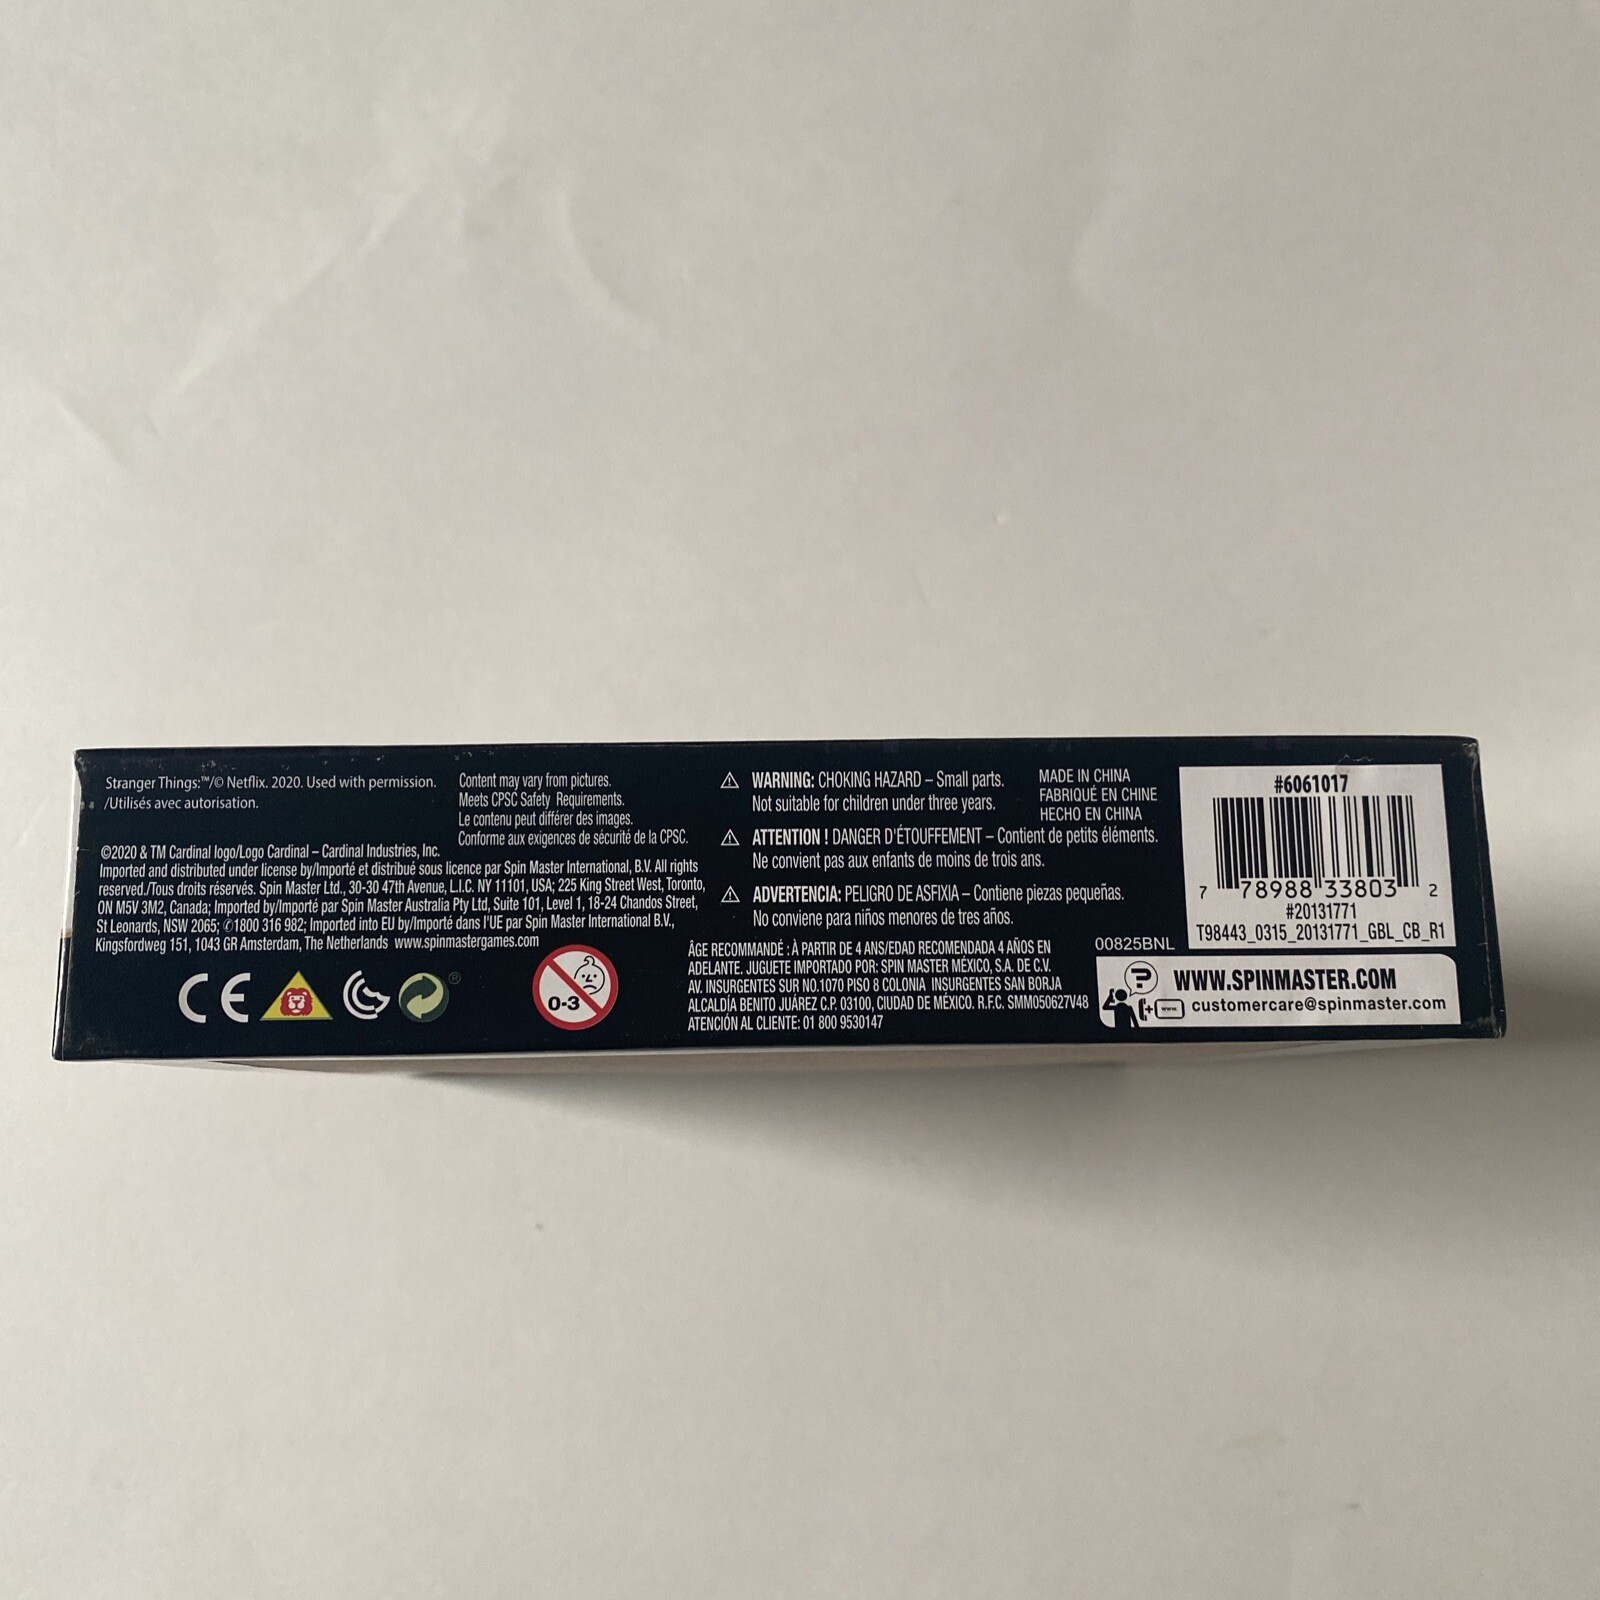 Stranger Things:™/© Netflix. 2020. Used with permission.
/Utilisés avec autorisation.
Content may vary from pictures.
Meets CPSC Safety Requirements.
Le contenu peut différer des images.
Conforme aux exigences de sécurité de la CPSC.
©2020 & TM Cardinal logo/Logo Cardinal – Cardinal Industries, Inc.
Imported and distributed under license by/Importé et distribué sous licence par Spin Master International, B.V. All rights
reserved./Tous droits réservés. Spin Master Ltd., 30-30 47th Avenue, L.I.C. NY 11101, USA; 225 King Street West, Toronto,
ON M5V 3M2, Canada; Imported by/Importé par Spin Master Australia Pty Ltd, Suite 101, Level 1, 18-24 Chandos Street,
St Leonards, NSW 2065; ✆1800 316 982; Imported into EU by/Importé dans l'UE par Spin Master International B.V.,
Kingsfordweg 151, 1043 GR Amsterdam, The Netherlands www.spinmastergames.com
CE
®
0-3
⚠ WARNING: CHOKING HAZARD – Small parts.
Not suitable for children under three years.
⚠ ATTENTION ! DANGER D'ÉTOUFFEMENT – Contient de petits éléments.
Ne convient pas aux enfants de moins de trois ans.
⚠ ADVERTENCIA: PELIGRO DE ASFIXIA – Contiene piezas pequeñas.
No conviene para niños menores de tres años.
MADE IN CHINA
FABRIQUÉ EN CHINE
HECHO EN CHINA
ÂGE RECOMMANDÉ : À PARTIR DE 4 ANS/EDAD RECOMENDADA 4 AÑOS EN
ADELANTE. JUGUETE IMPORTADO POR: SPIN MASTER MÉXICO, S.A. DE C.V.
AV. INSURGENTES SUR NO.1070 PISO 8 COLONIA INSURGENTES SAN BORJA
ALCALDÍA BENITO JUÁREZ C.P. 03100, CIUDAD DE MÉXICO. R.F.C. SMM050627V48
ATENCIÓN AL CLIENTE: 01 800 9530147
00825BNL
#6061017
7 78988 33803 2
#20131771
T98443_0315_20131771_GBL_CB_R1
? www. WWW.SPINMASTER.COM
customercare@spinmaster.com